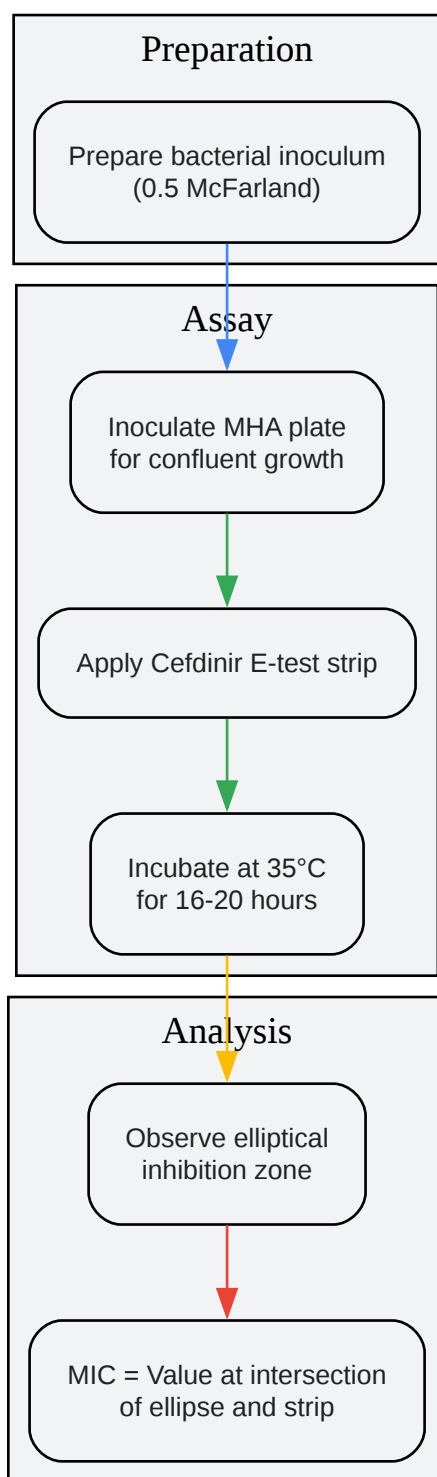 Preparation
Prepare bacterial inoculum
(0.5 McFarland)
Assay
Inoculate MHA plate
for confluent growth
Apply Cefdinir E-test strip
Incubate at 35°C
for 16-20 hours
Analysis
Observe elliptical
inhibition zone
MIC = Value at intersection
of ellipse and strip